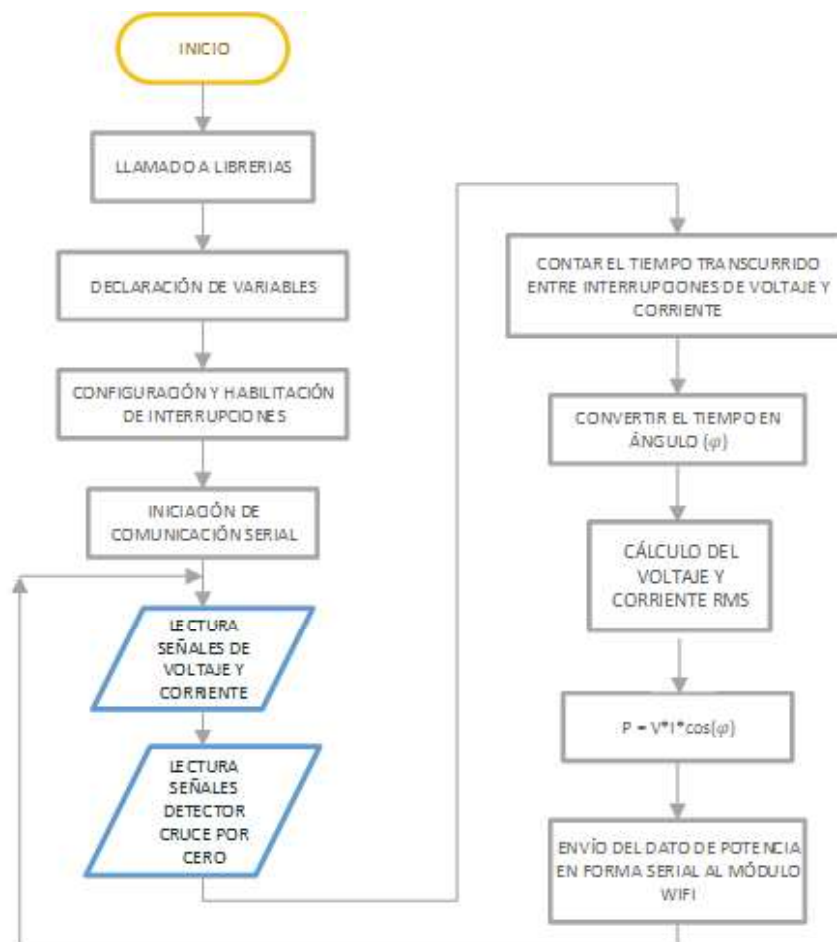 INICIO
LLAMADO A LIBRERIAS
DECLARACIÓN DE VARIABLES
CONFIGURACIÓN Y HABILITACIÓN
DE INTERRUPCIONES
INICIACIÓN DE
COMUNICACIÓN SERIAL
LECTURA
SEÑALES DE
VOLTAJE Y
CORRIENTE
LECTURA
SEÑALES
DETECTOR
CRUCE POR
CERO
CONTAR EL TIEMPO TRANSCURRIDO
ENTRE INTERRUPCIONES DE VOLTAJE Y
CORRIENTE
CONVERTIR EL TIEMPO EN
ÁNGULO (φ)
CÁLCULO DEL
VOLTAJE Y
CORRIENTE RMS
P = V*I*cos(φ)
ENVÍO DEL DATO DE POTENCIA
EN FORMA SERIAL AL MÓDULO
WIFI